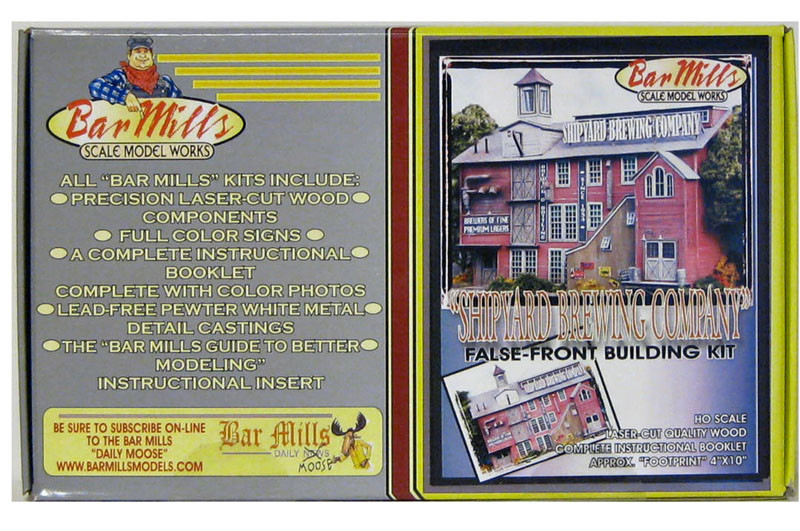 Bar Mills
SCALE MODEL WORKS
ALL "BAR MILLS" KITS INCLUDE:
PRECISION LASER-CUT WOOD
COMPONENTS
FULL COLOR SIGNS
A COMPLETE INSTRUCTIONAL
BOOKLET
COMPLETE WITH COLOR PHOTOS
LEAD-FREE PEWTER WHITE METAL
DETAIL CASTINGS
THE "BAR MILLS GUIDE TO BETTER
MODELING"
INSTRUCTIONAL INSERT
BE SURE TO SUBSCRIBE ON-LINE
TO THE BAR MILLS
"DAILY MOOSE"
WWW.BARMILLSMODELS.COM
Bar Mills
DAILY NEWS
MOOSE
Bar Mills
SCALE MODEL WORKS
SHIPYARD BREWING COMPANY
BREWERS OF FINE
PREMIUM LAGERS
"SHIPYARD BREWING COMPANY"
FALSE-FRONT BUILDING KIT
HO SCALE
LASER-CUT QUALITY WOOD
COMPLETE INSTRUCTIONAL BOOKLET
APPROX. "FOOTPRINT" 4"X10"